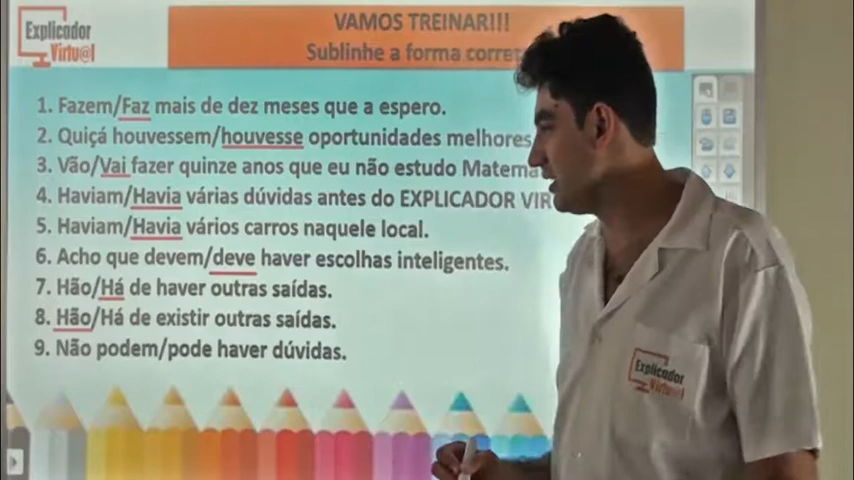 Explicador
Virtu@l
VAMOS TREINAR!!!
Sublinhe a forma
1. Fazem/Faz mais de dez meses que a espero.
2. Quiçá houvessem/houvesse oportunidades melhores
3. Vão/Vai fazer quinze anos que eu não estudo
4. Haviam/Havia várias dúvidas antes do EXPLICADOR
5. Haviam/Havia vários carros naquele local.
6. Acho que devem/deve haver escolhas inteligentes,
7. Hão/Há de haver outras saídas.
8. Hão/Há de existir outras saídas.
9. Não podem/pode haver dúvidas.
Explicador
Virtu@l